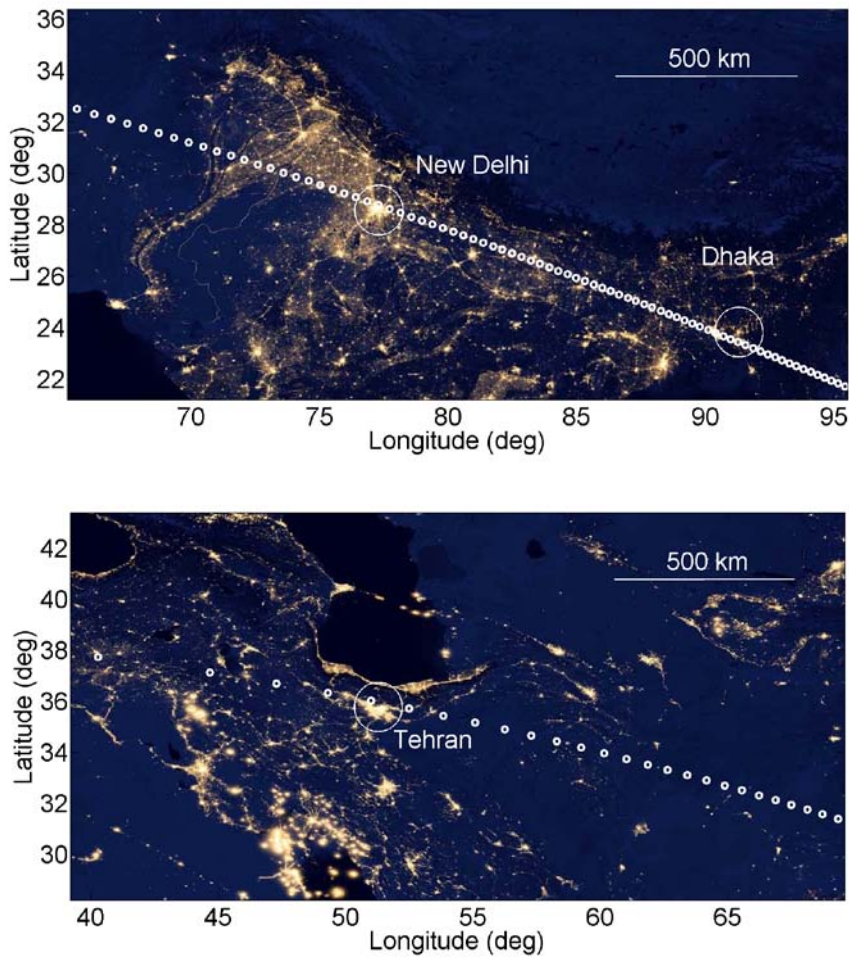 36
34
32
30
28
26
24
22
Latitude (deg)
500 km
New Delhi
Dhaka
70 75 80 85 90 95
Longitude (deg)
42
40
38
36
34
32
30
Latitude (deg)
500 km
Tehran
40 45 50 55 60 65
Longitude (deg)